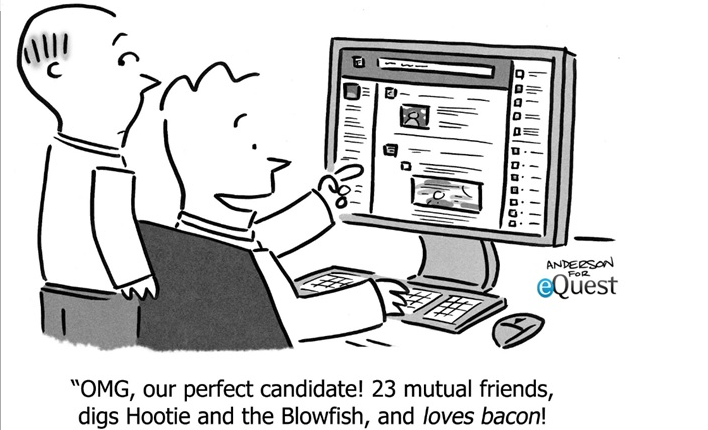 ANDERSON
FOR
eQuest
“OMG, our perfect candidate! 23 mutual friends,
digs Hootie and the Blowfish, and loves bacon!